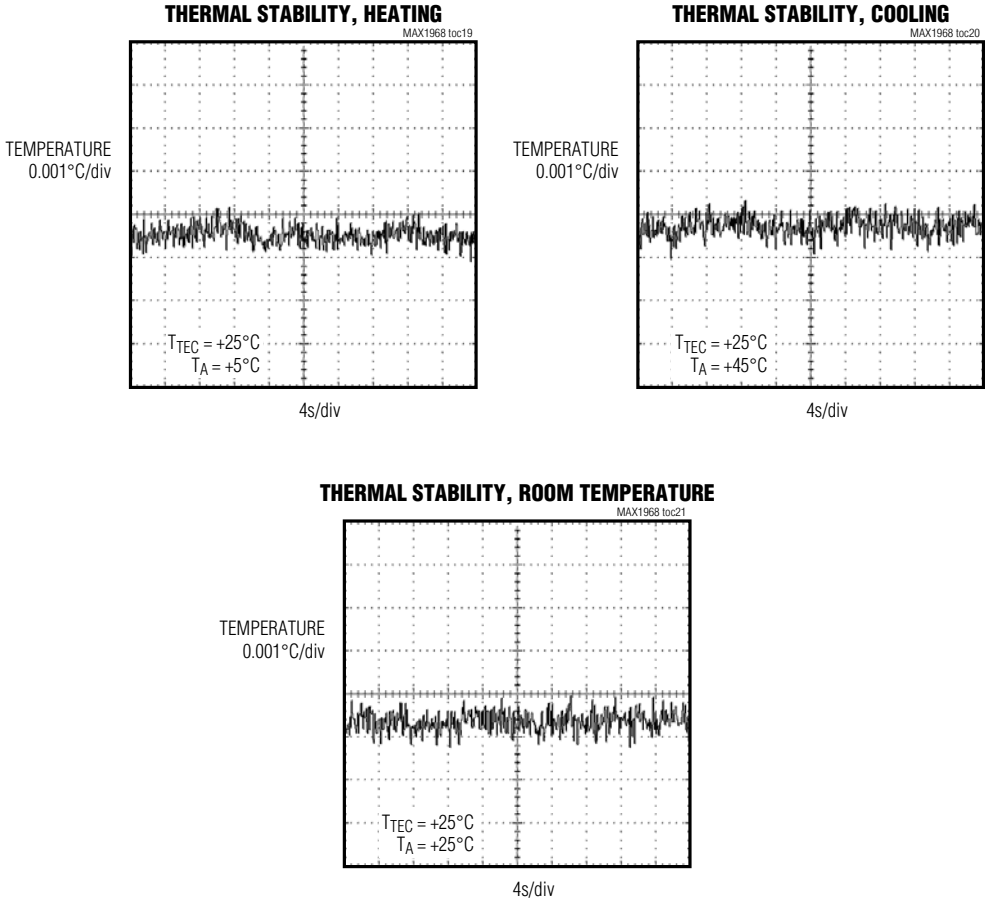 THERMAL STABILITY, HEATING
MAX1968 toc19
TEMPERATURE
0.001°C/div
TTEC = +25°C
TA = +5°C
4s/div
THERMAL STABILITY, COOLING
MAX1968 toc20
TEMPERATURE
0.001°C/div
TTEC = +25°C
TA = +45°C
4s/div
THERMAL STABILITY, ROOM TEMPERATURE
MAX1968 toc21
TEMPERATURE
0.001°C/div
TTEC = +25°C
TA = +25°C
4s/div